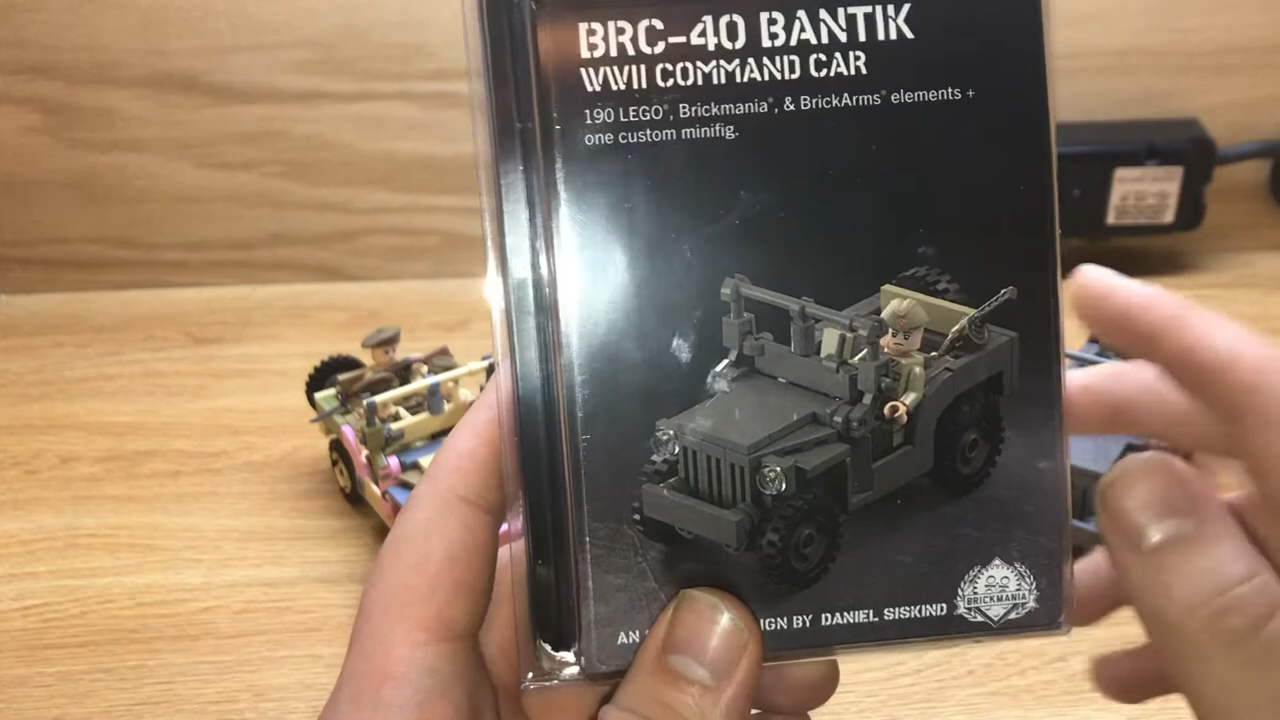 BRC-40 BANTIK
WWII COMMAND CAR
190 LEGO®, Brickmania®, & BrickArms® elements +
one custom minifig.
AN IGN BY DANIEL SISKIND
BRICKMANIA